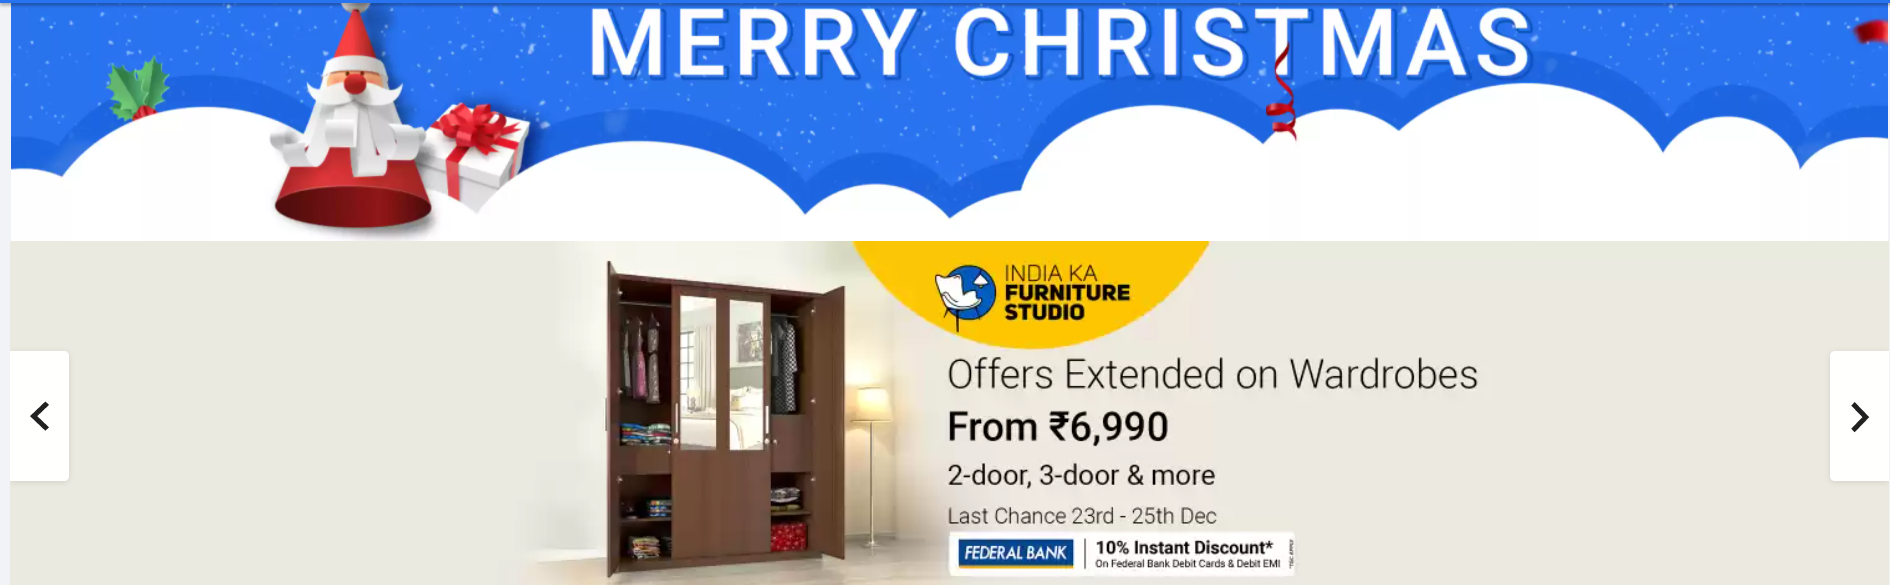 MERRY CHRISTMAS
INDIA KA
FURNITURE
STUDIO
Offers Extended on Wardrobes
From ₹6,990
2-door, 3-door & more
Last Chance 23rd - 25th Dec
FEDERAL BANK
10% Instant Discount*
On Federal Bank Debit Cards & Debit EMI